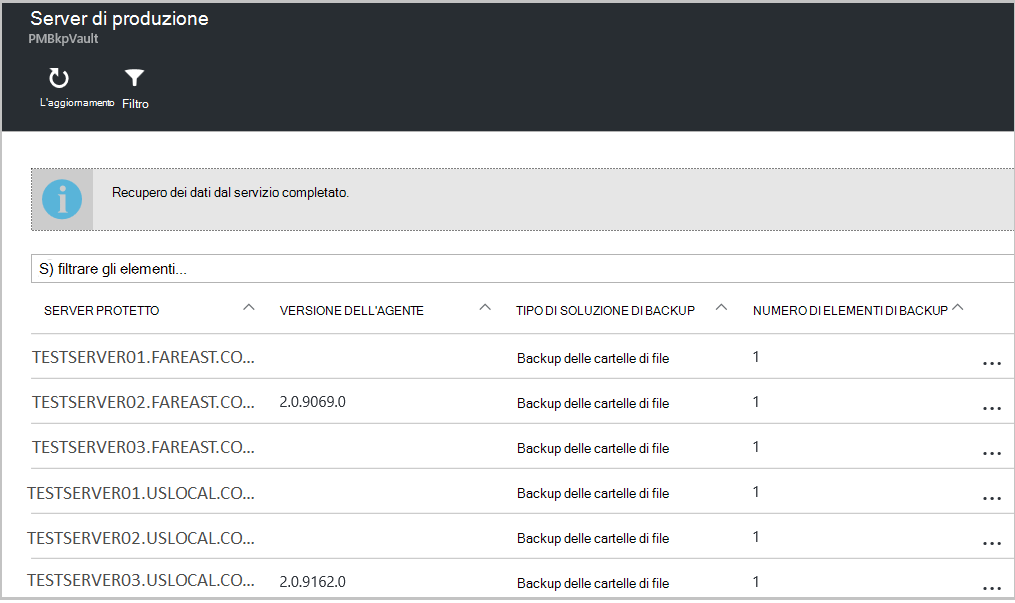 Server di produzione
PMBkpVault
L'aggiornamento Filtro
Recupero dei dati dal servizio completato.
S) filtrare gli elementi...
SERVER PROTETTO VERSIONE DELL'AGENTE TIPO DI SOLUZIONE DI BACKUP NUMERO DI ELEMENTI DI BACKUP
TESTSERVER01.FAREAST.CO... Backup delle cartelle di file 1 ...
TESTSERVER02.FAREAST.CO... 2.0.9069.0 Backup delle cartelle di file 1 ...
TESTSERVER03.FAREAST.CO... Backup delle cartelle di file 1 ...
TESTSERVER01.USLOCAL.CO... Backup delle cartelle di file 1 ...
TESTSERVER02.USLOCAL.CO... Backup delle cartelle di file 1 ...
TESTSERVER03.USLOCAL.CO... 2.0.9162.0 Backup delle cartelle di file 1 ...